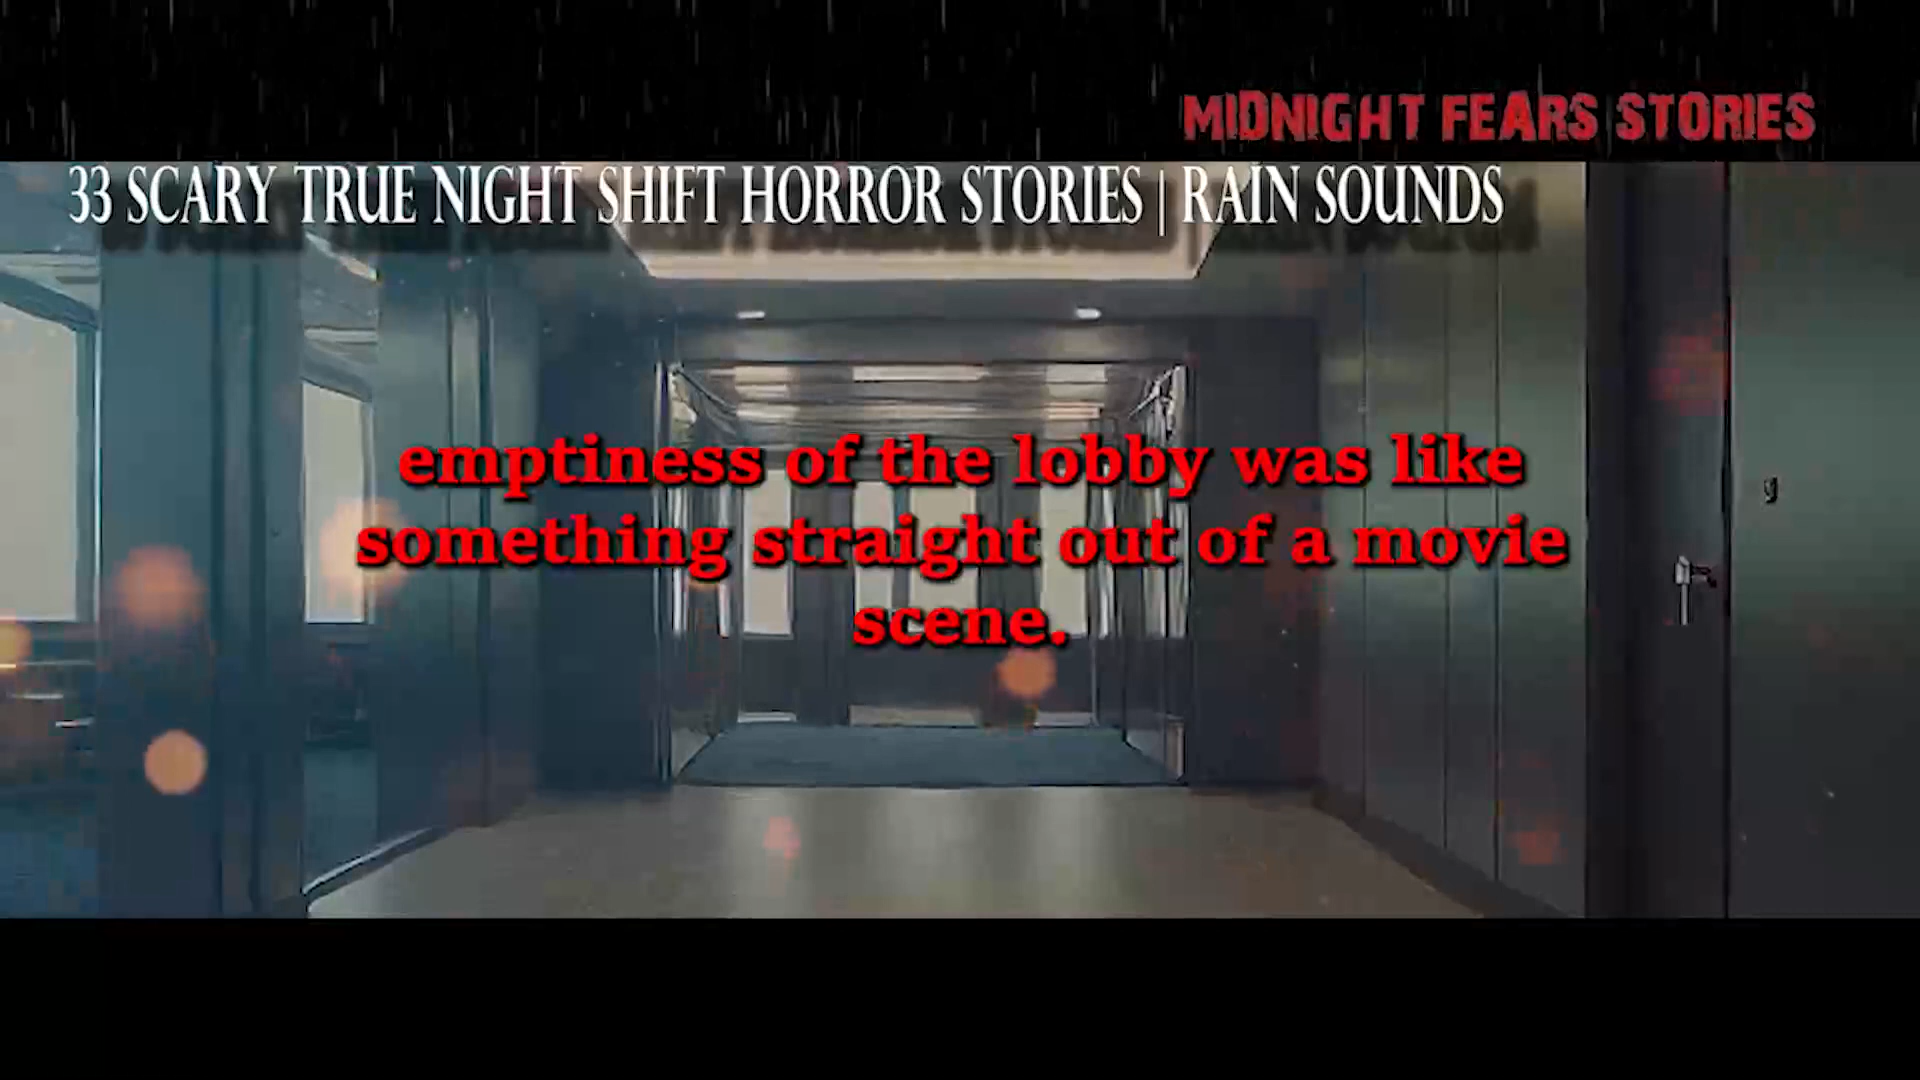 MIDNIGHT FEARS STORIES
33 SCARY TRUE NIGHT SHIFT HORROR STORIES | RAIN SOUNDS
emptiness of the lobby was like
something straight out of a movie
scene.